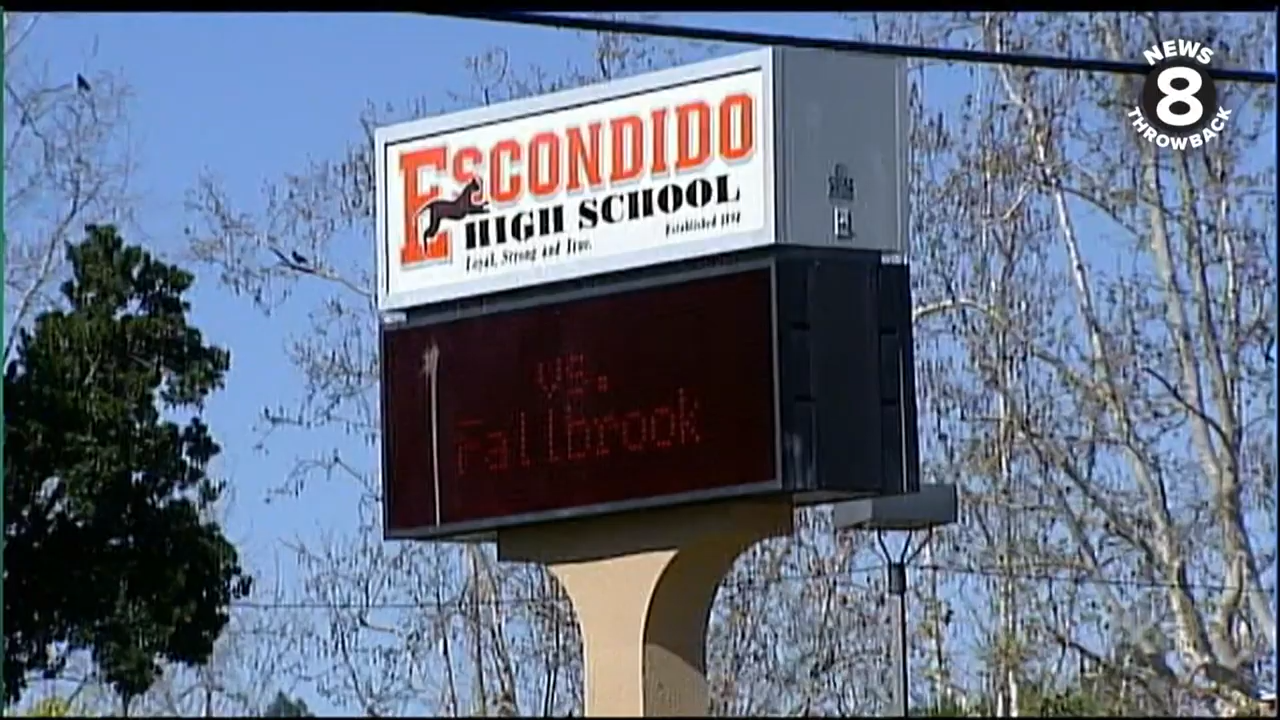 NEWS
8
THROWBACK
ESCONDIDO
HIGH SCHOOL
Established 1894
Loyal, Strong and True.
vs.
Fallbrook